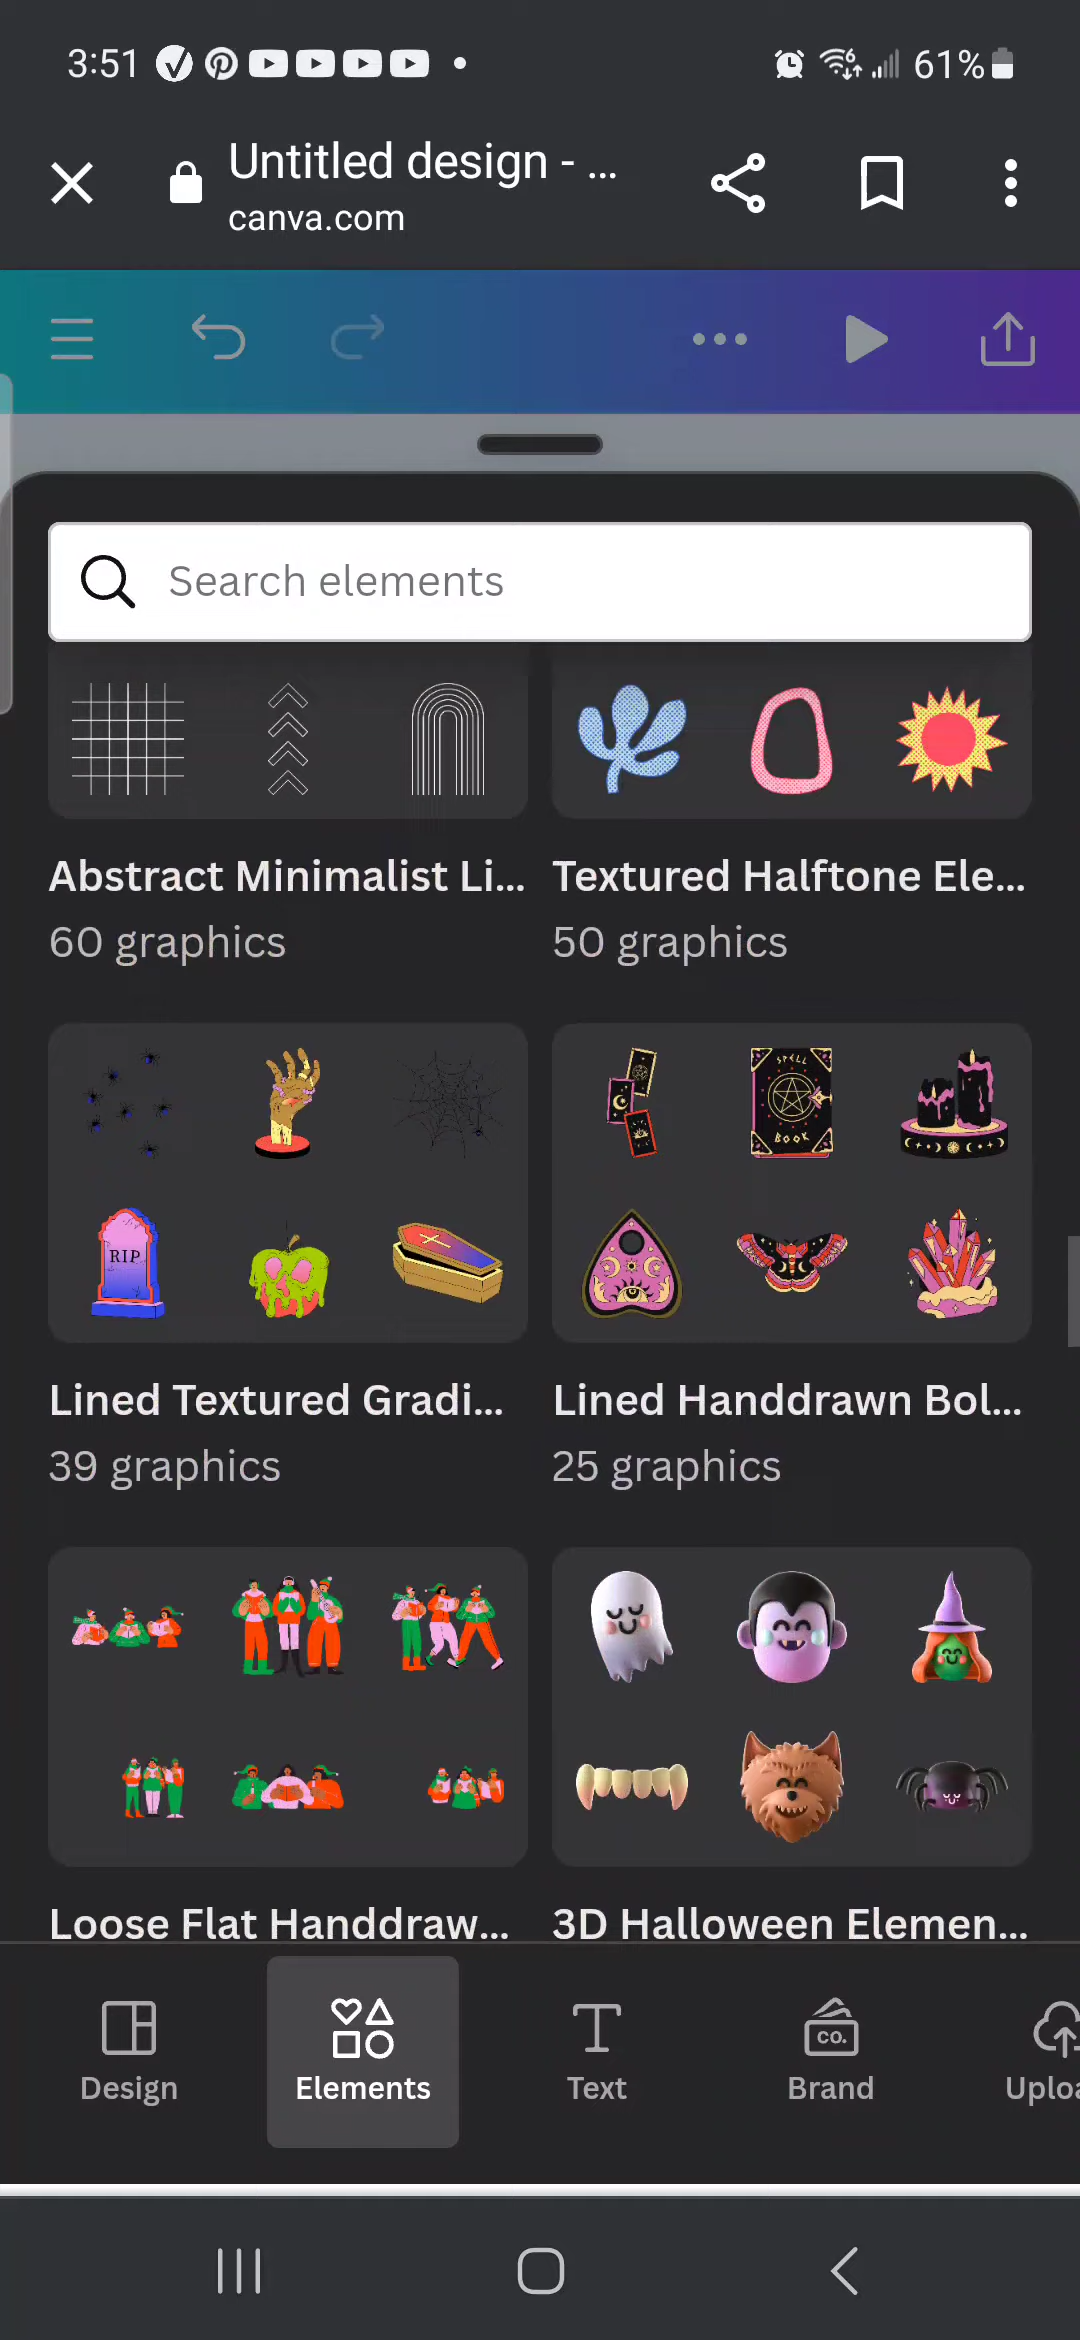 3:51
61%
Untitled design - ...
canva.com
Search elements
Abstract Minimalist Li...
60 graphics
Textured Halftone Ele...
50 graphics
SPELL
BOOK
RIP
Lined Textured Gradi...
39 graphics
Lined Handdrawn Bol...
25 graphics
Loose Flat Handdraw...
3D Halloween Elemen...
CO.
Design
Elements
Text
Brand
Uploa